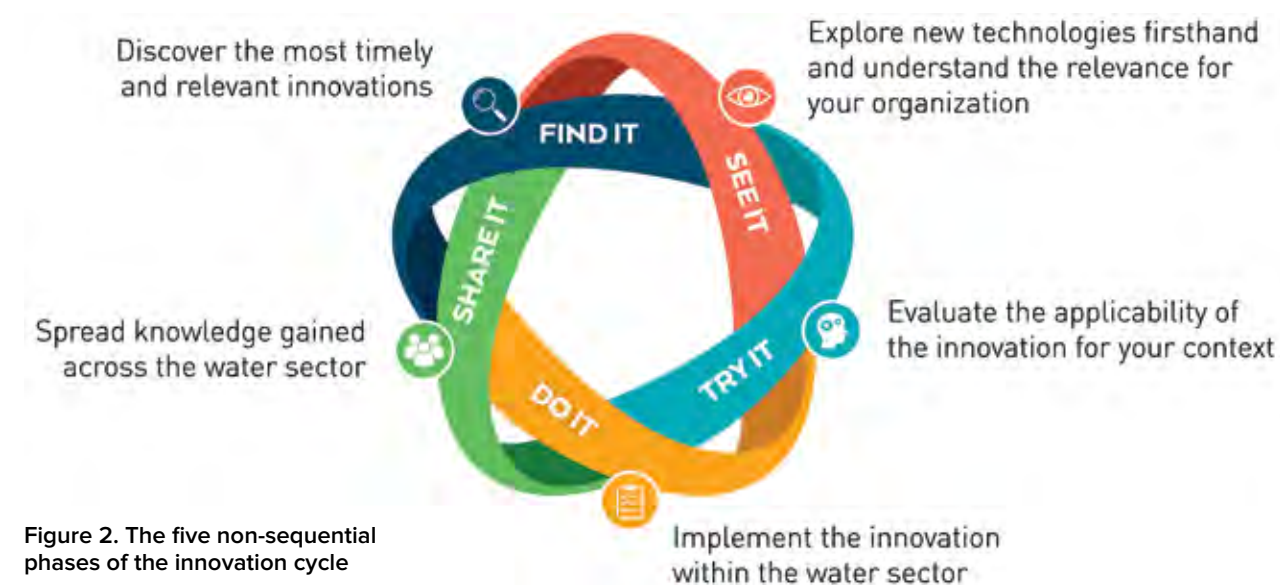 Discover the most timely
and relevant innovations
Explore new technologies firsthand
and understand the relevance for
your organization
FIND IT
SEE IT
SHARE IT
TRY IT
DO IT
Evaluate the applicability of
the innovation for your context
Spread knowledge gained
across the water sector
Implement the innovation
within the water sector
Figure 2. The five non-sequential
phases of the innovation cycle